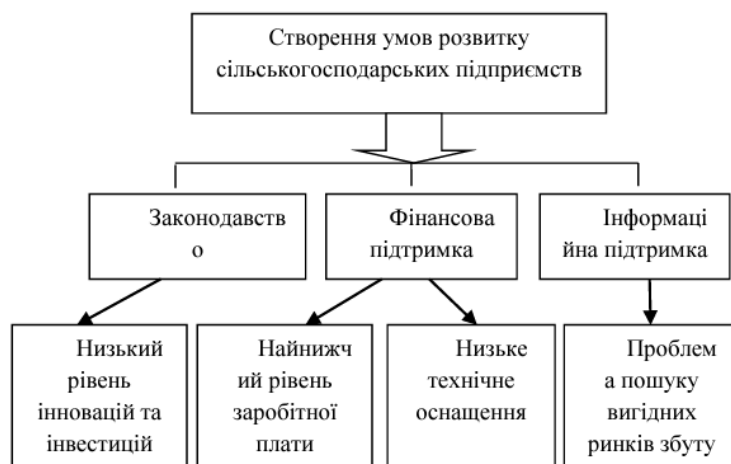 Створення умов розвитку
сільськогосподарських підприємств
Законодавств
о
Фінансова
підтримка
Інформаці
йна підтримка
Низький
рівень
інновацій та
інвестицій
Найнижч
ий рівень
заробітної
плати
Низьке
технічне
оснащення
Проблем
а пошуку
вигідних
ринків збуту